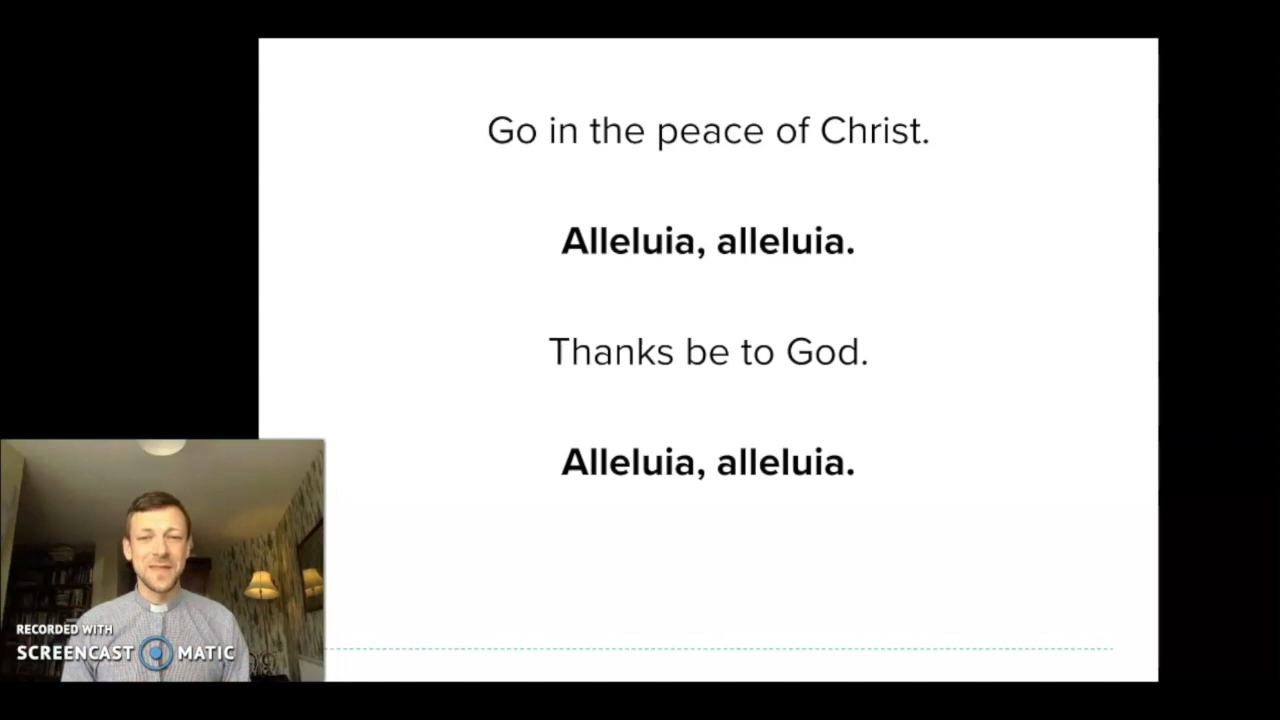 Go in the peace of Christ.
Alleluia, alleluia.
Thanks be to God.
Alleluia, alleluia.
RECORDED WITH
SCREENCAST MATIC